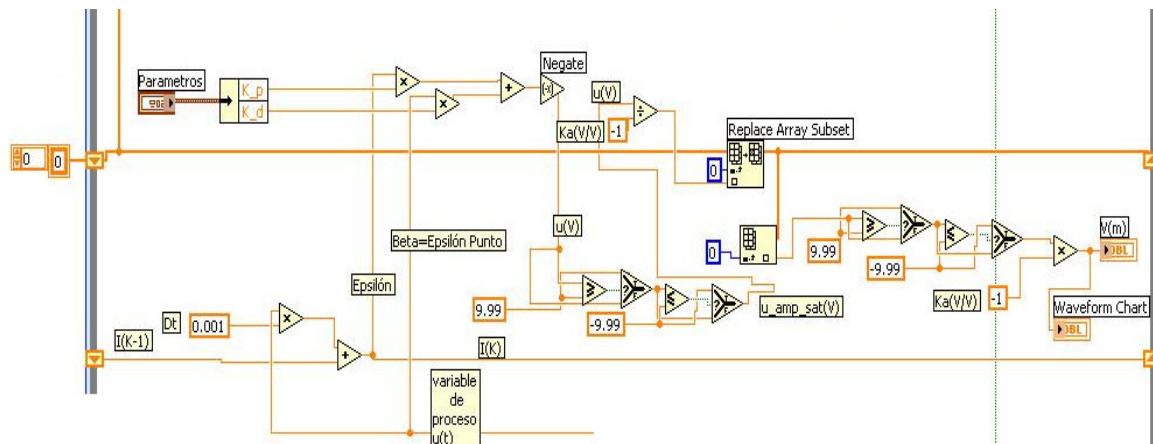 Negate
Parametros
K_p
K_d
u(V)
Ka(V/V)
-1
Replace Array Subset
0
0
0
Beta=Epsilón Punto
u(V)
0
9.99
-9.99
V(m)
DBL
Epsilón
9.99
-9.99
u_amp_sat(V)
Ka(V/V)
-1
Waveform Chart
DBL
Dt
0.001
I(K-1)
I(K)
variable
de
proceso
u(t)